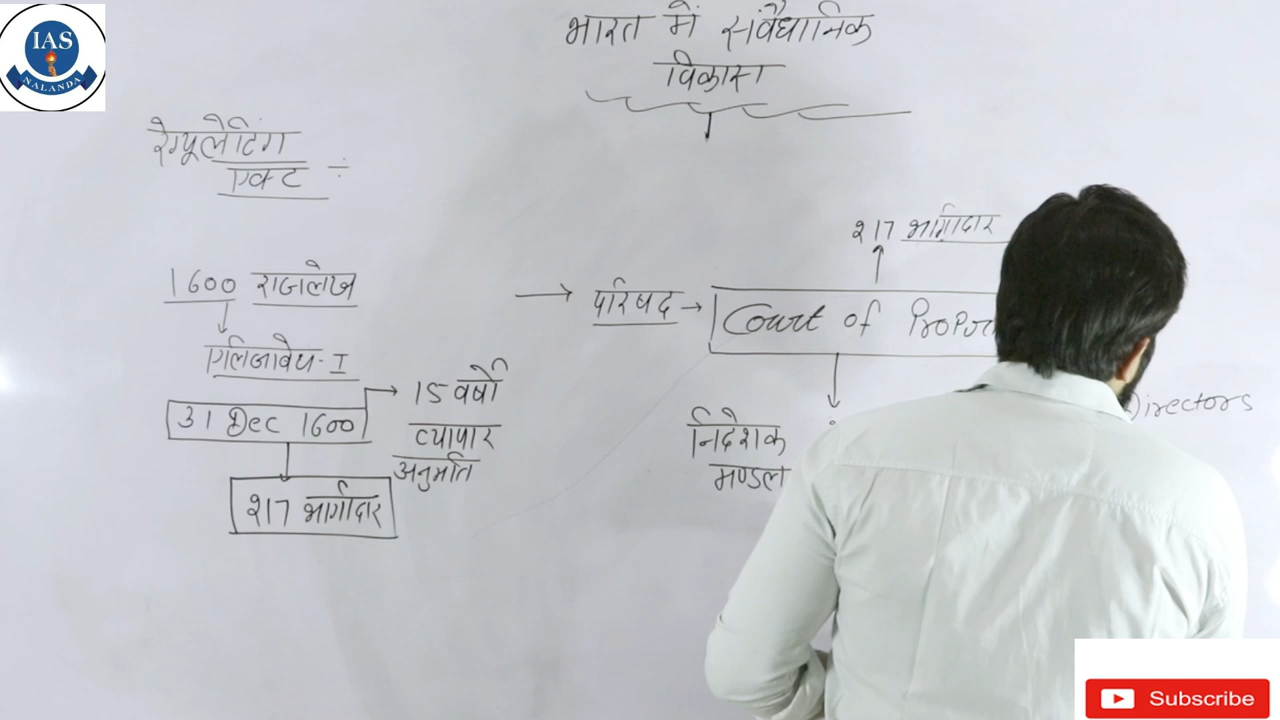 IAS
NALANDA
भारत में संवैधानिक
विकास
रेग्यूलेटिंग
एक्ट ÷
217 भागीदार
1600 राजलेख
→ परिषद → Court of
एलिजाबेथ-I
15 वर्षों
व्यापार
अनुमति
31 Dec 1600
217 भागीदार
Directors
निदेशक
मण्डल
Subscribe